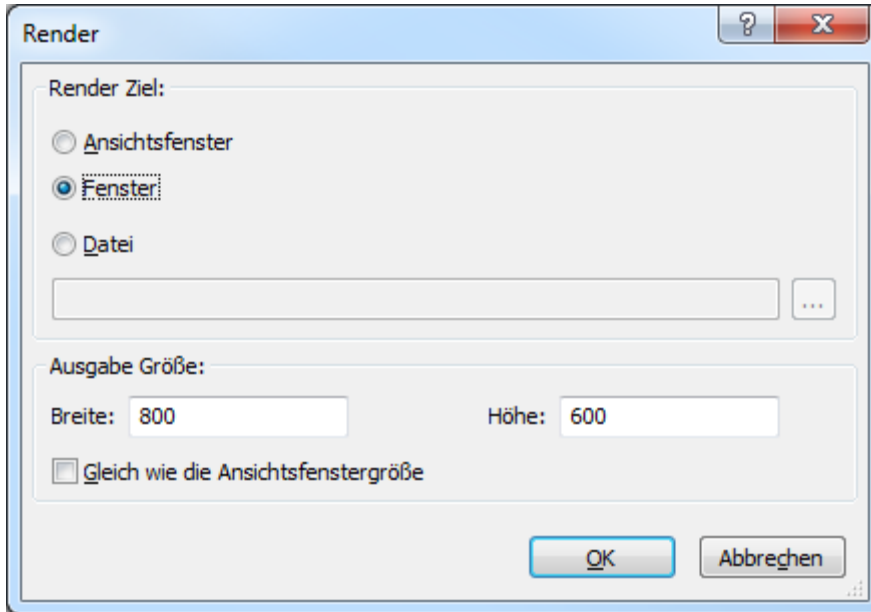 Render
Render Ziel:
Ansichtsfenster
Fenster
Datei
...
Ausgabe Größe:
Breite: 800 Höhe: 600
Gleich wie die Ansichtsfenstergröße
OK Abbrechen